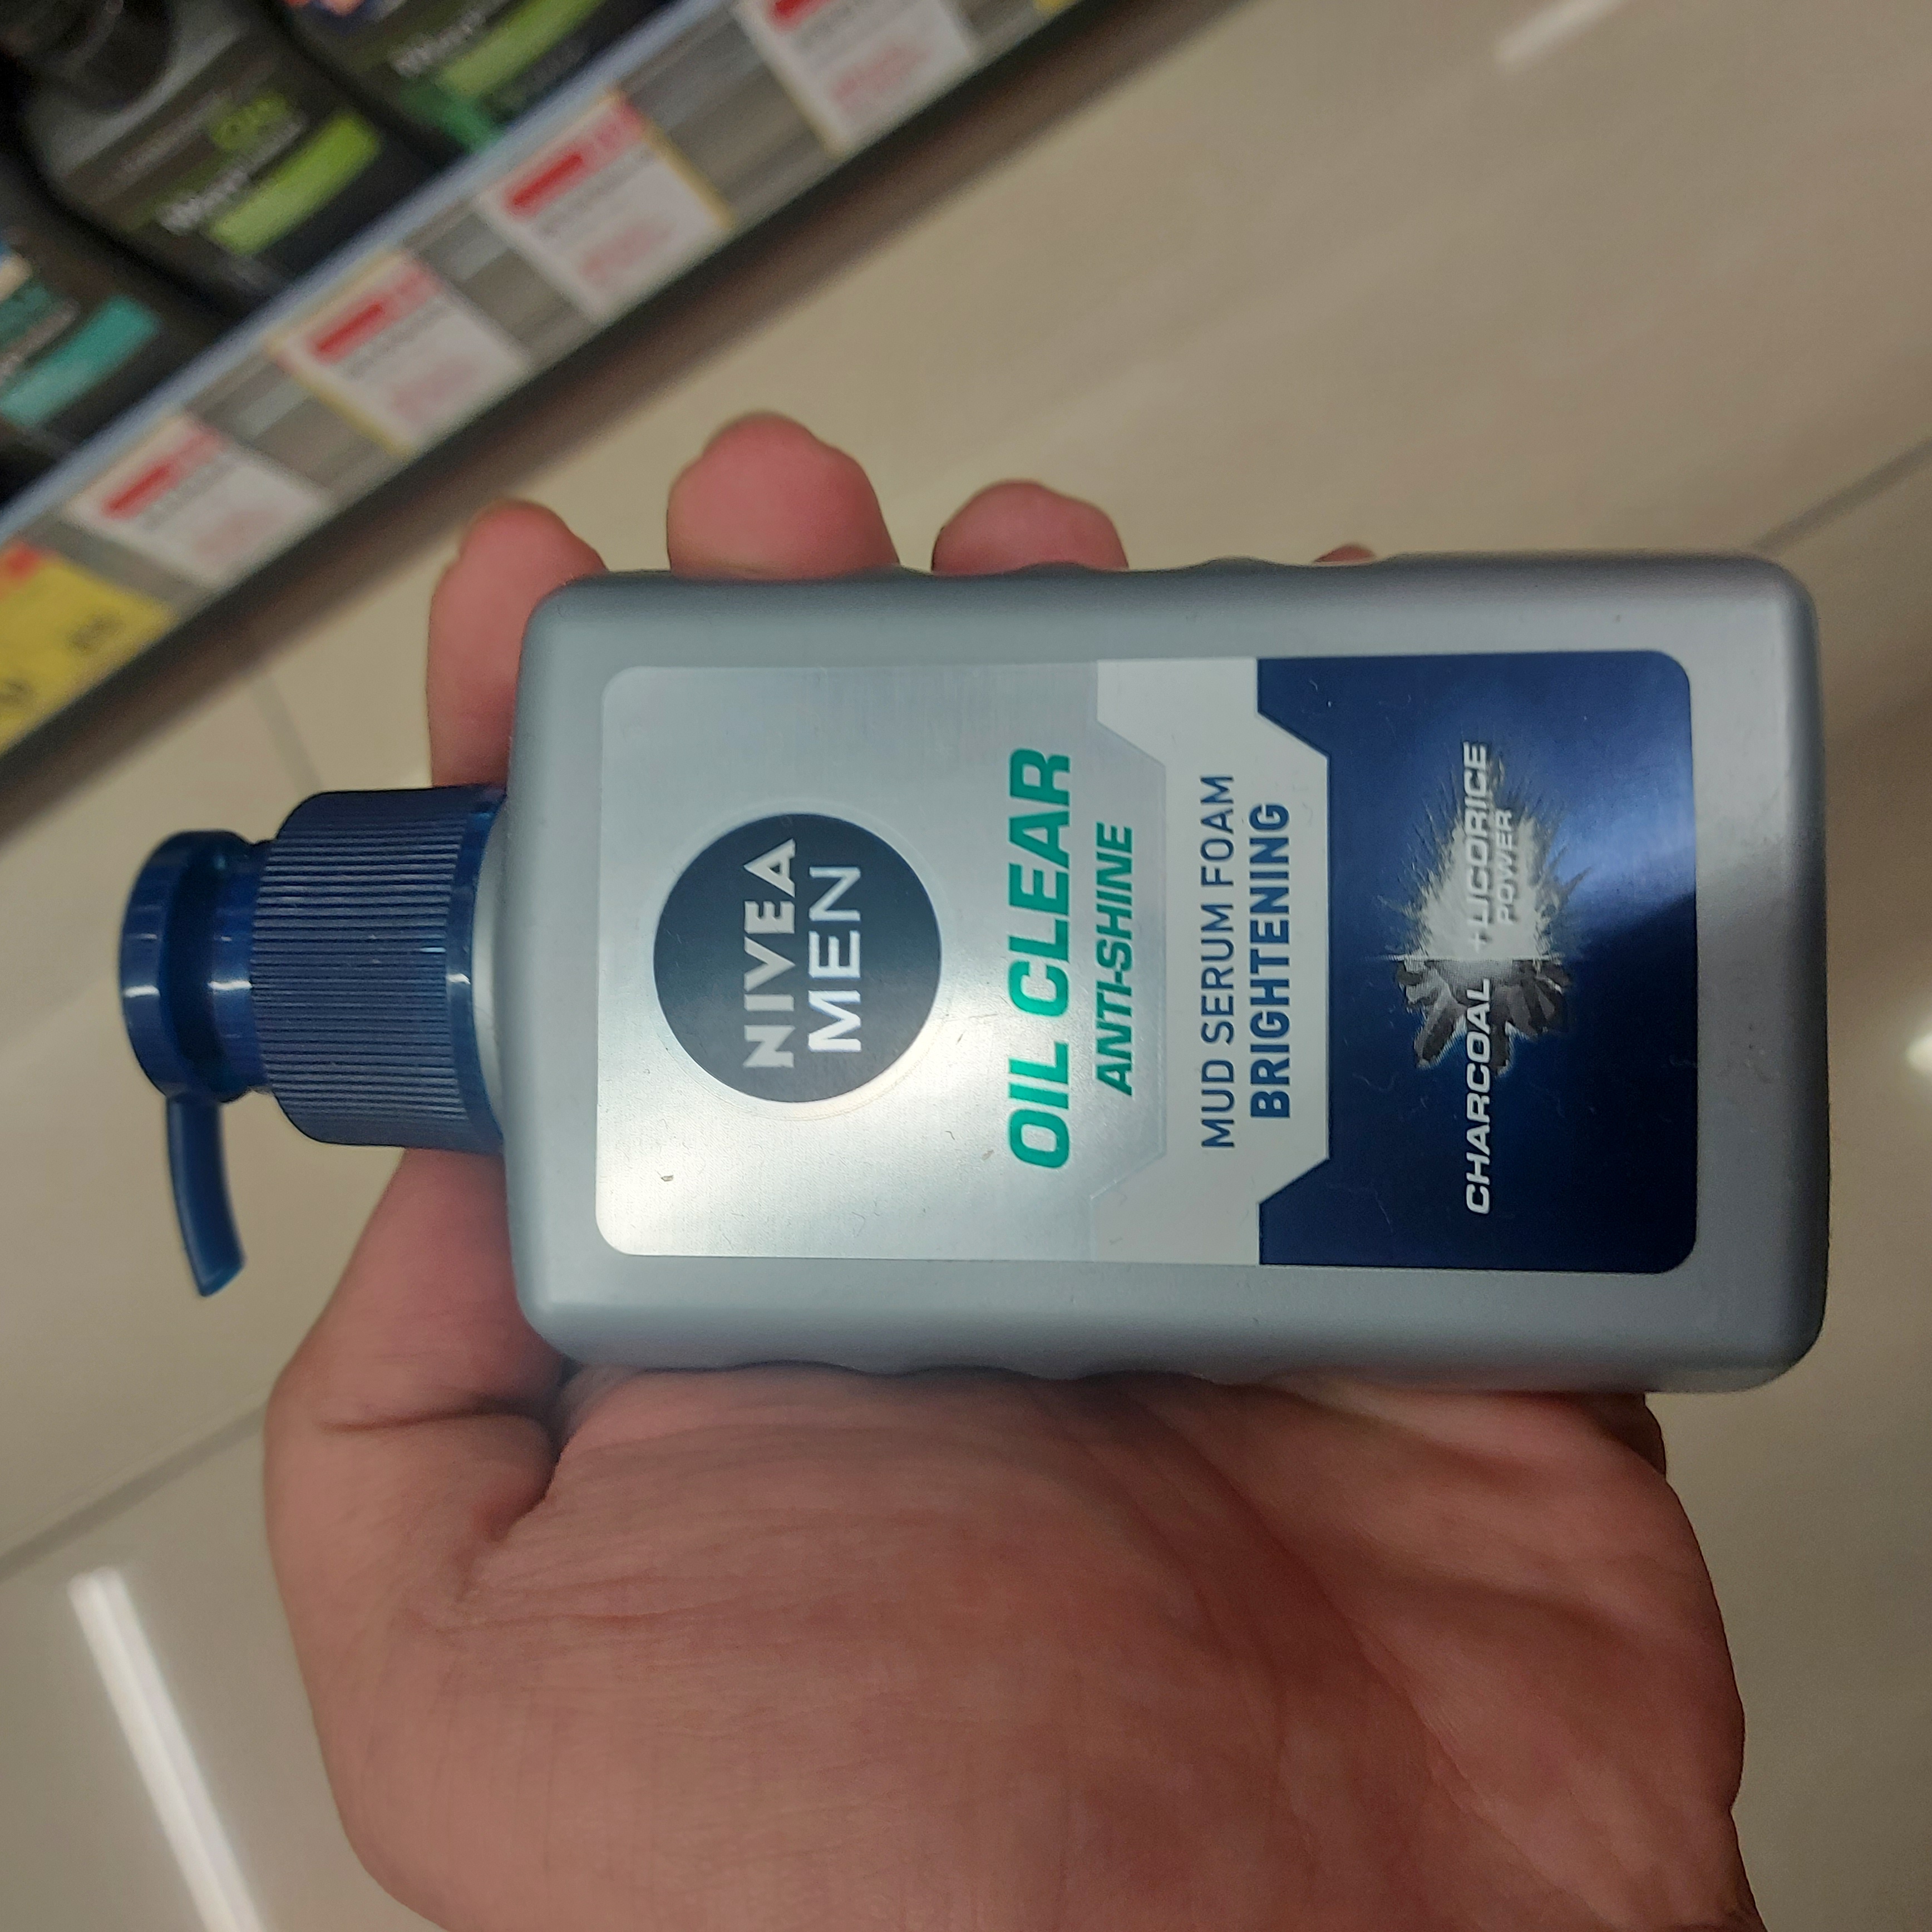 NIVEA
MEN
OIL CLEAR
ANTI-SHINE
MUD SERUM FOAM
BRIGHTENING
CHARCOAL +LICORICE
POWER